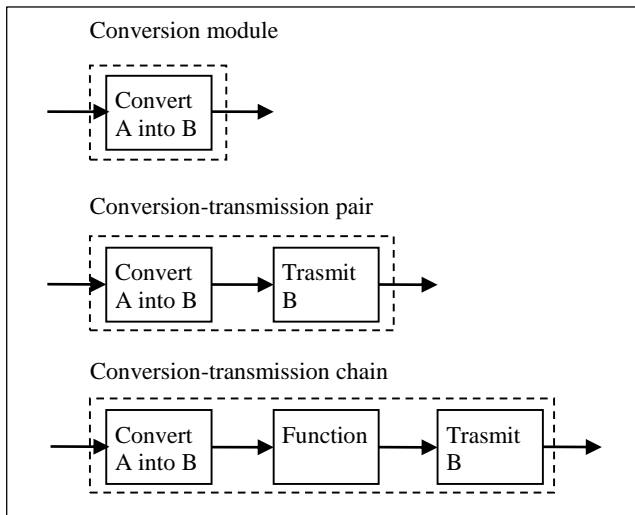 Conversion module
Convert
A into B
Conversion-transmission pair
Convert
A into B
Trasmit
B
Conversion-transmission chain
Convert
A into B
Function
Trasmit
B